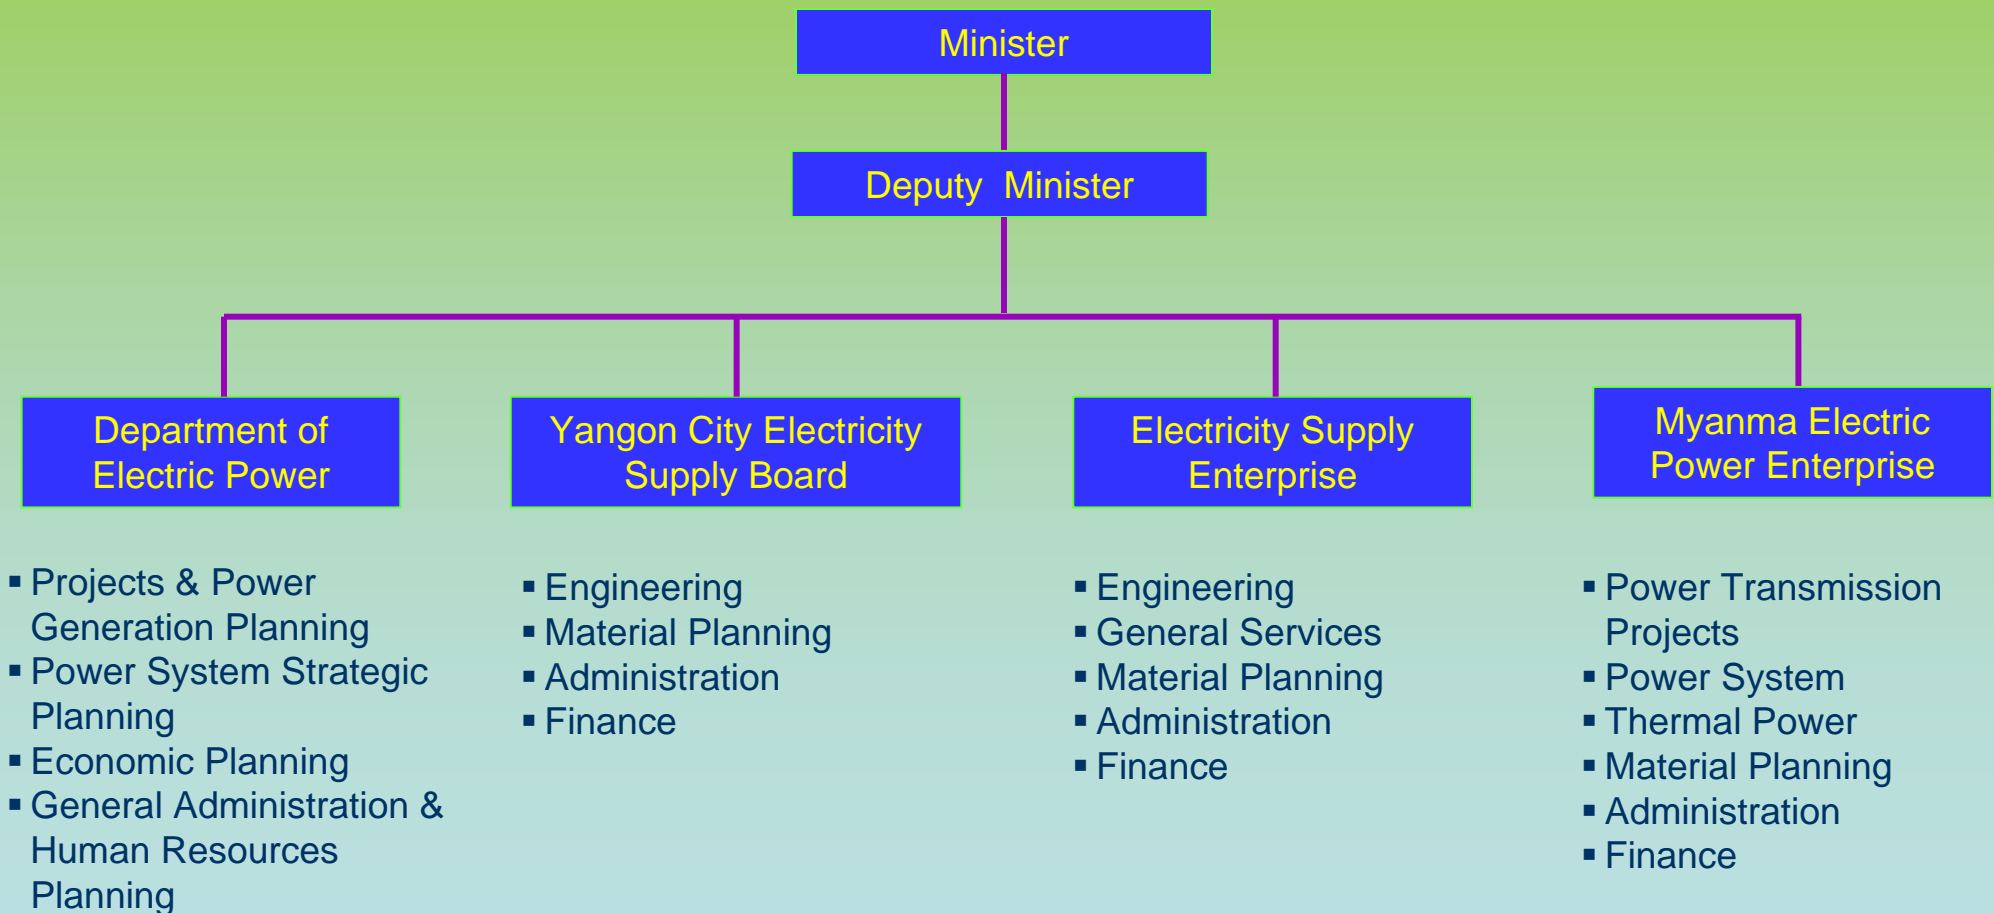 Minister
Deputy  Minister
Department of
Electric Power
Yangon City Electricity
Supply Board
Electricity Supply
Enterprise
Myanma Electric
Power Enterprise
▪ Projects & Power
Generation Planning
▪ Power System Strategic
Planning
▪ Economic Planning
▪ General Administration &
Human Resources
Planning
▪ Engineering
▪ Material Planning
▪ Administration
▪ Finance
▪ Engineering
▪ General Services
▪ Material Planning
▪ Administration
▪ Finance
▪ Power Transmission
Projects
▪ Power System
▪ Thermal Power
▪ Material Planning
▪ Administration
▪ Finance